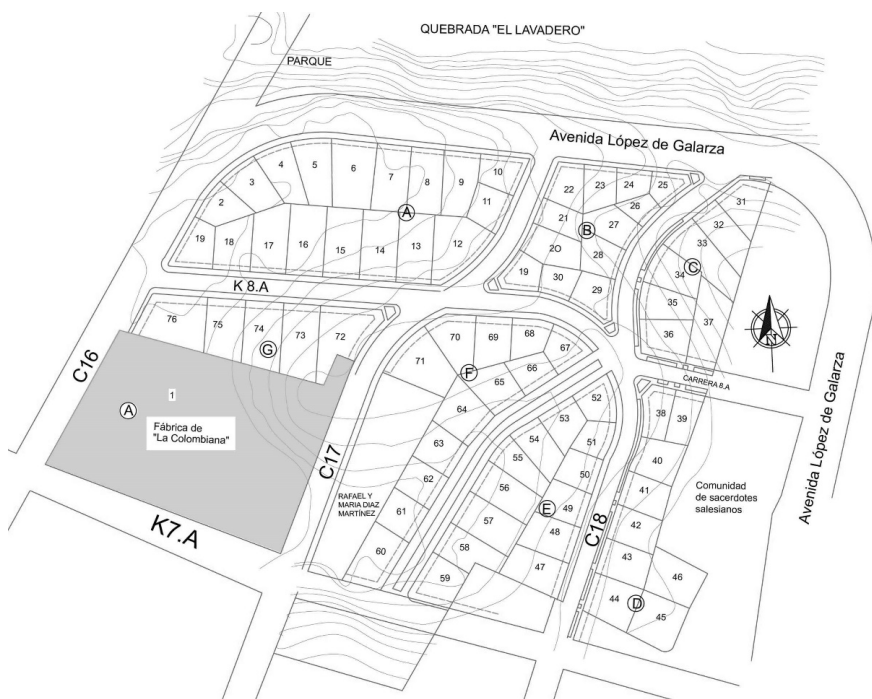 QUEBRADA "EL LAVADERO"
PARQUE
Avenida López de Galarza
4
5
6
7
8
9
10
3
2
11
A
19
18
17
16
15
14
13
12
22
23
24
25
26
21
27
B
20
28
19
30
29
31
32
33
34
C
35
36
37
K 8.A
76
75
74
73
72
G
71
70
69
68
67
F
66
65
64
63
62
61
60
N
CARRERA 8.A
Avenida López de Galarza
C16
A
1
Fábrica de
"La Colombiana"
C17
K7.A
RAFAEL Y
MARIA DIAZ
MARTÍNEZ
52
53
51
54
55
50
56
49
E
57
48
58
47
59
C18
38
39
40
41
42
43
44
D
45
46
Comunidad
de sacerdotes
salesianos